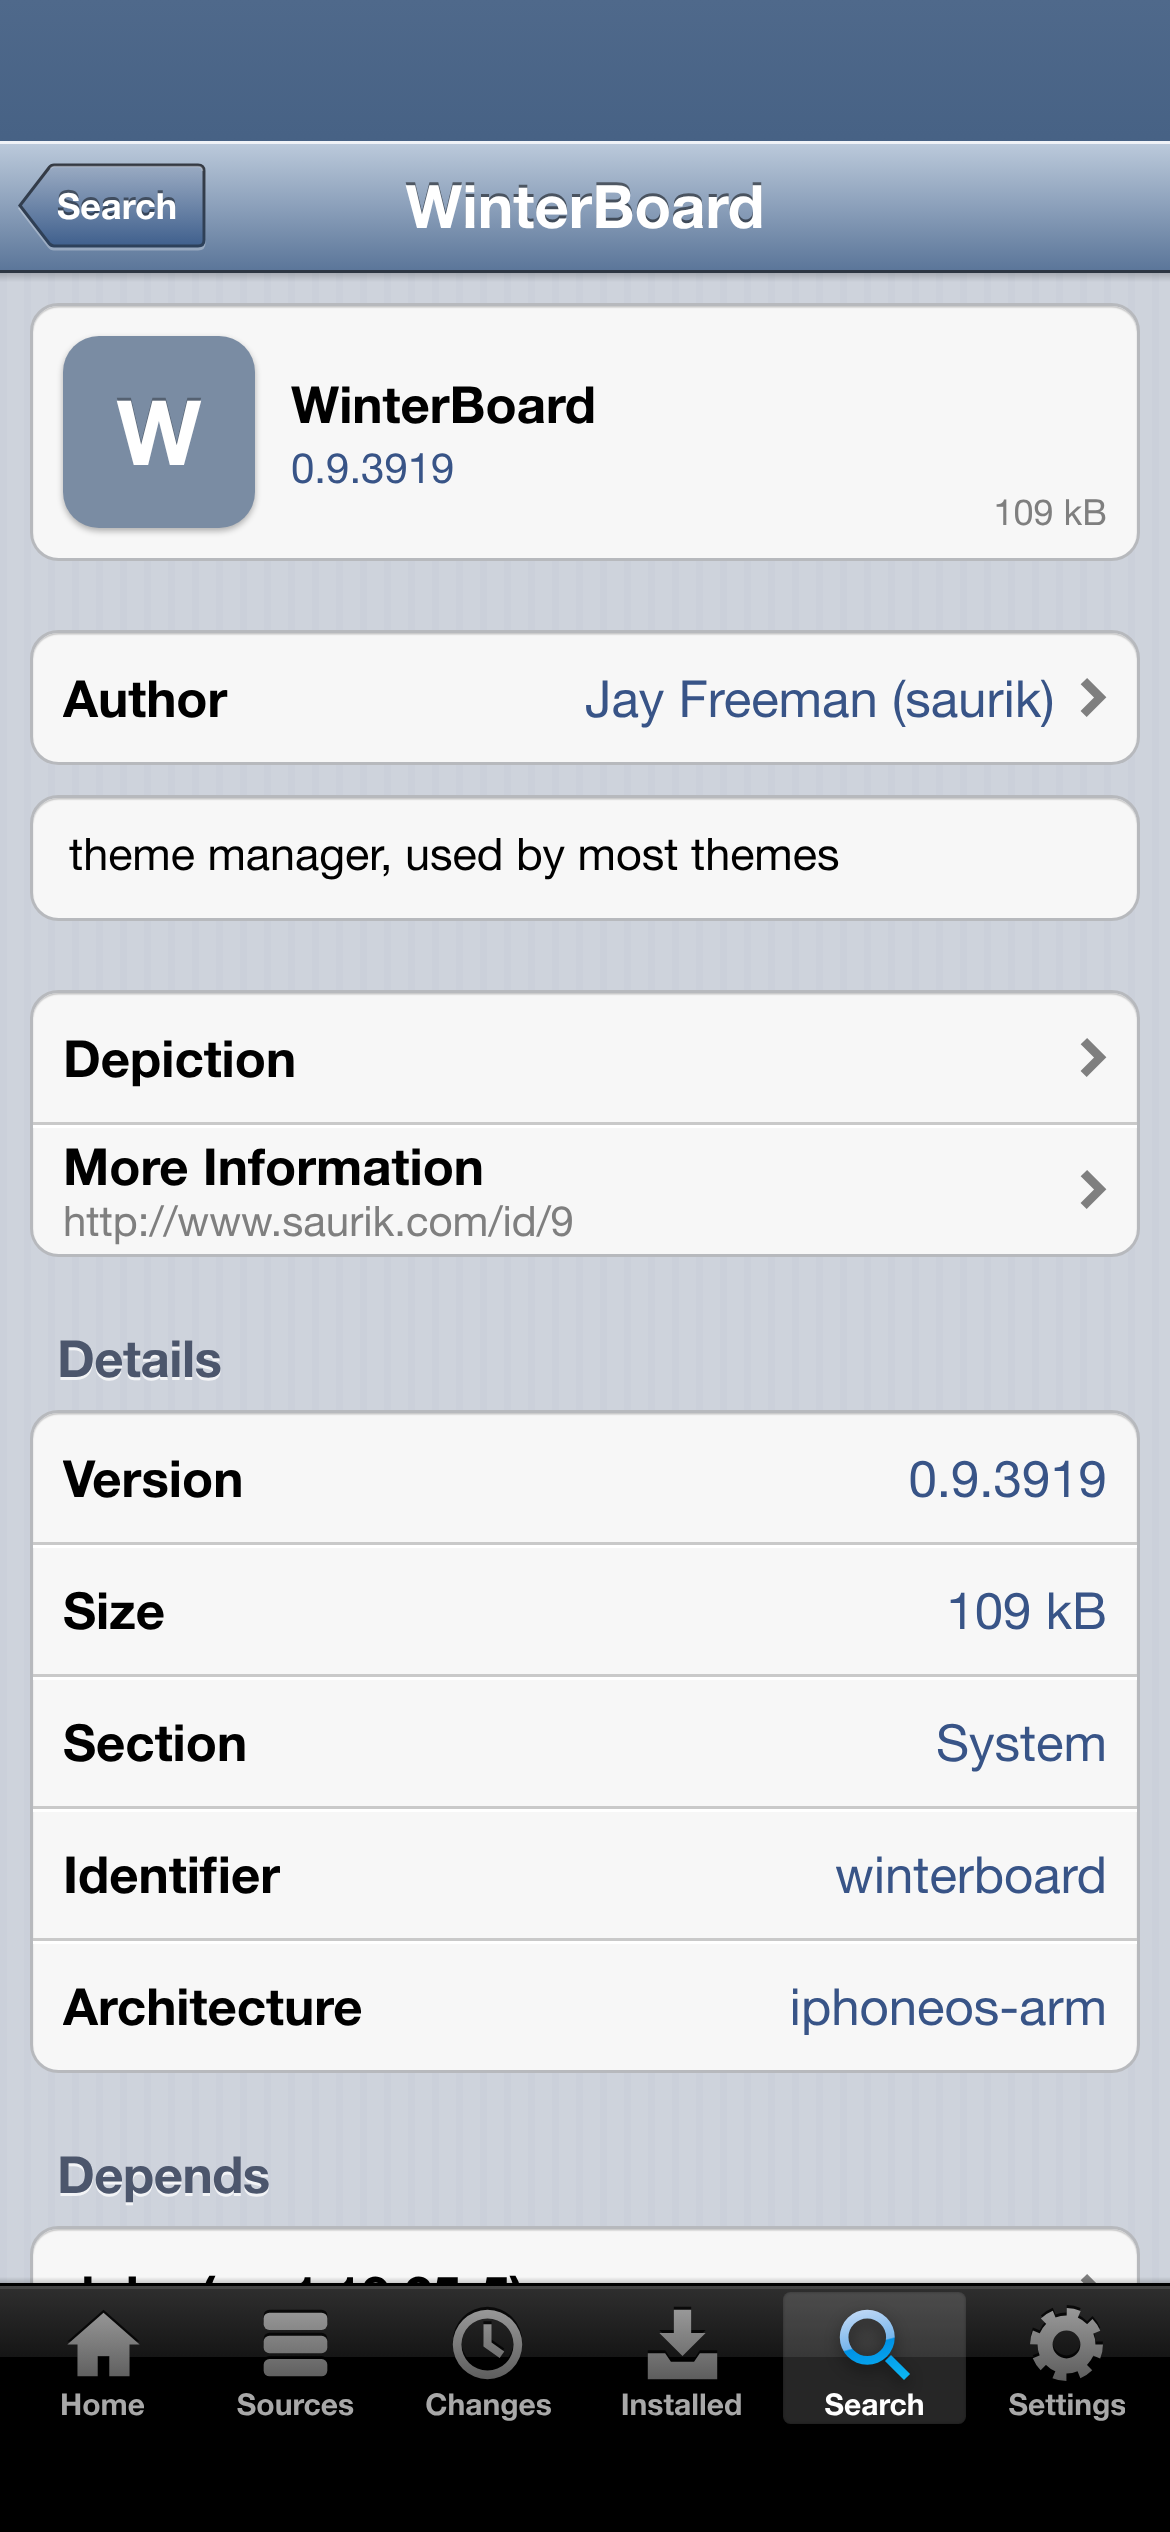 Search
WinterBoard
W
WinterBoard
0.9.3919
109 kB
Author
Jay Freeman (saurik)
theme manager, used by most themes
Depiction
More Information
http://www.saurik.com/id/9
Details
Version
0.9.3919
Size
109 kB
Section
System
Identifier
winterboard
Architecture
iphoneos-arm
Depends
Home
Sources
Changes
Installed
Search
Settings